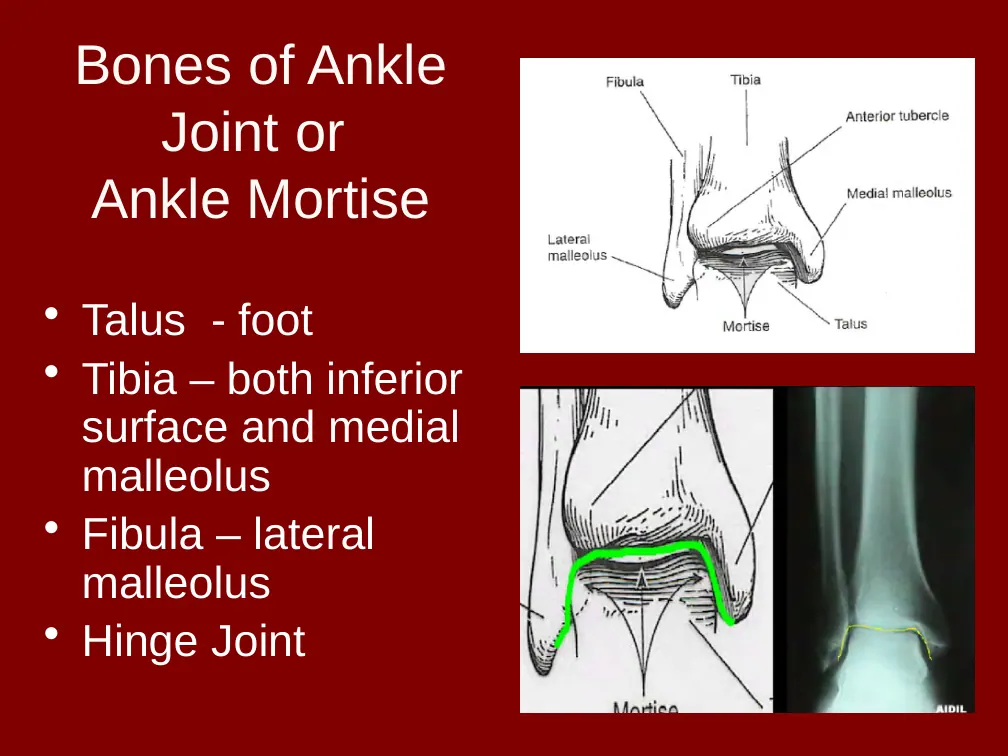 Bones of Ankle
Joint or
Ankle Mortise
• Talus - foot
• Tibia – both inferior
surface and medial
malleolus
• Fibula – lateral
malleolus
• Hinge Joint
Fibula
Tibia
Anterior tubercle
Medial malleolus
Lateral
malleolus
Mortise
Talus
Mortise
AIDIL